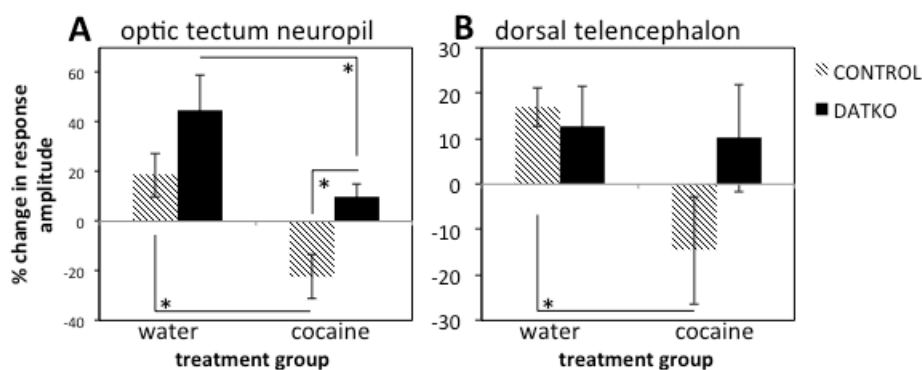 A optic tectum neuropil
% change in response
amplitude
60
40
20
0
-20
-40
*
*
*
water cocaine
treatment group
B dorsal telencephalon
30
20
10
0
-10
-20
-30
*
water cocaine
treatment group
CONTROL
DATKO